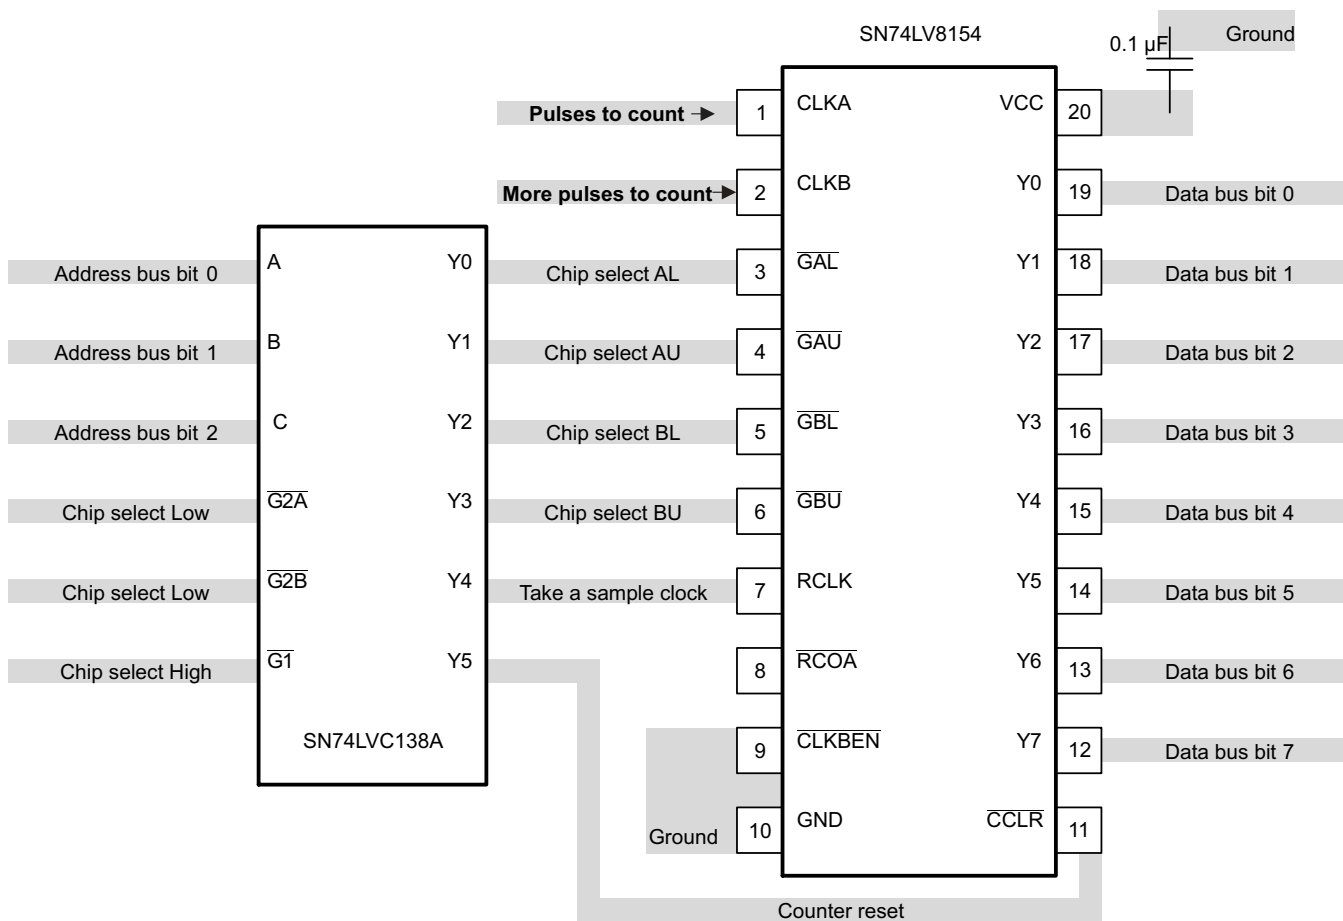 SN74LV8154
0.1 µF
Ground
Pulses to count
1
CLKA
VCC
20
More pulses to count
2
CLKB
Y0
19
Data bus bit 0
Address bus bit 0
A
Y0
Chip select AL
3
GAL
Y1
18
Data bus bit 1
Address bus bit 1
B
Y1
Chip select AU
4
GAU
Y2
17
Data bus bit 2
Address bus bit 2
C
Y2
Chip select BL
5
GBL
Y3
16
Data bus bit 3
Chip select Low
G2A
Y3
Chip select BU
6
GBU
Y4
15
Data bus bit 4
Chip select Low
G2B
Y4
Take a sample clock
7
RCLK
Y5
14
Data bus bit 5
Chip select High
G1
Y5
8
RCOA
Y6
13
Data bus bit 6
SN74LVC138A
9
CLKBEN
Y7
12
Data bus bit 7
Ground
10
GND
CCLR
11
Counter reset